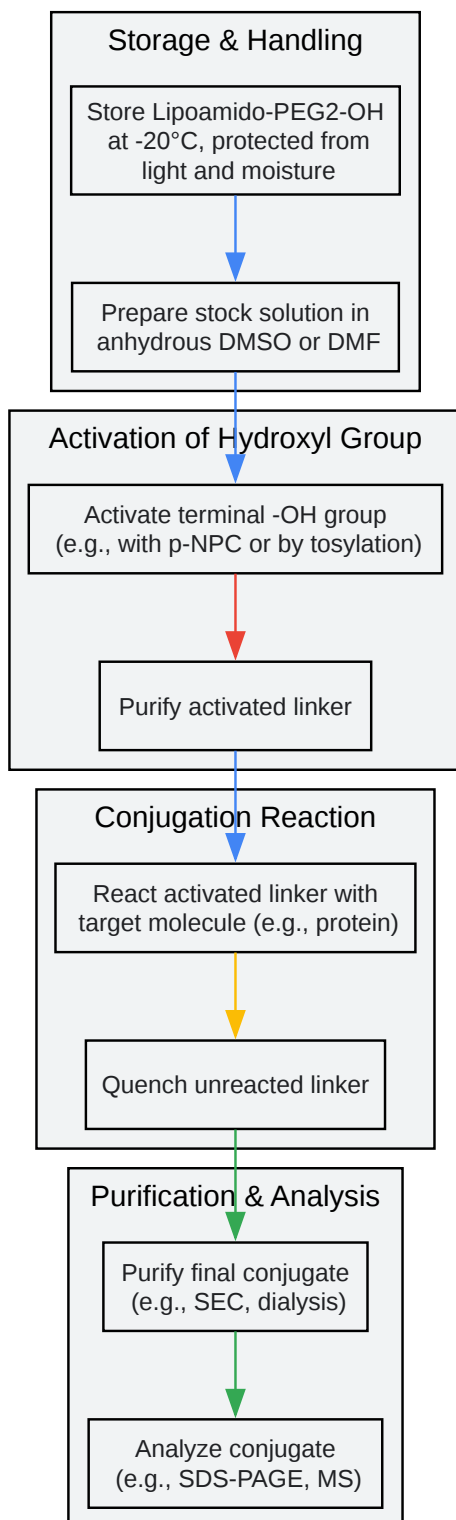 Storage & Handling
Store Lipoamido-PEG2-OH
at -20°C, protected from
light and moisture
Prepare stock solution in
anhydrous DMSO or DMF
Activation of Hydroxyl Group
Activate terminal -OH group
(e.g., with p-NPC or by tosylation)
Purify activated linker
Conjugation Reaction
React activated linker with
target molecule (e.g., protein)
Quench unreacted linker
Purification & Analysis
Purify final conjugate
(e.g., SEC, dialysis)
Analyze conjugate
(e.g., SDS-PAGE, MS)